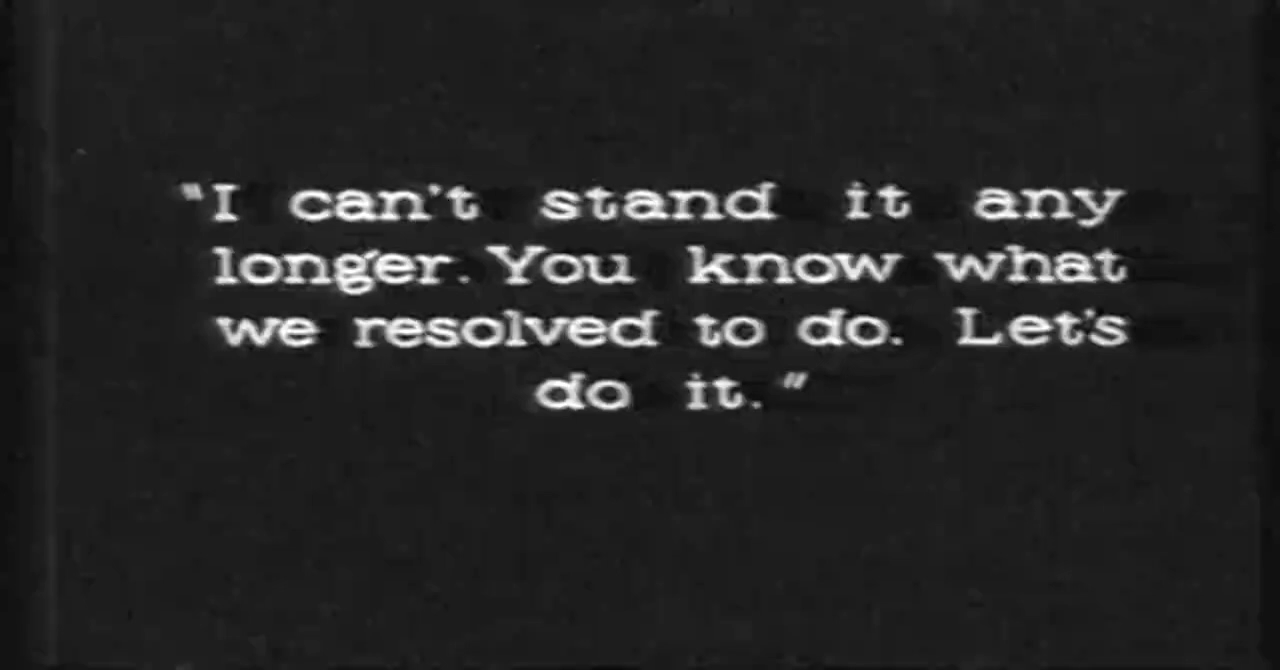 "I can't stand it any
longer. You know what
we resolved to do. Let's
do it."